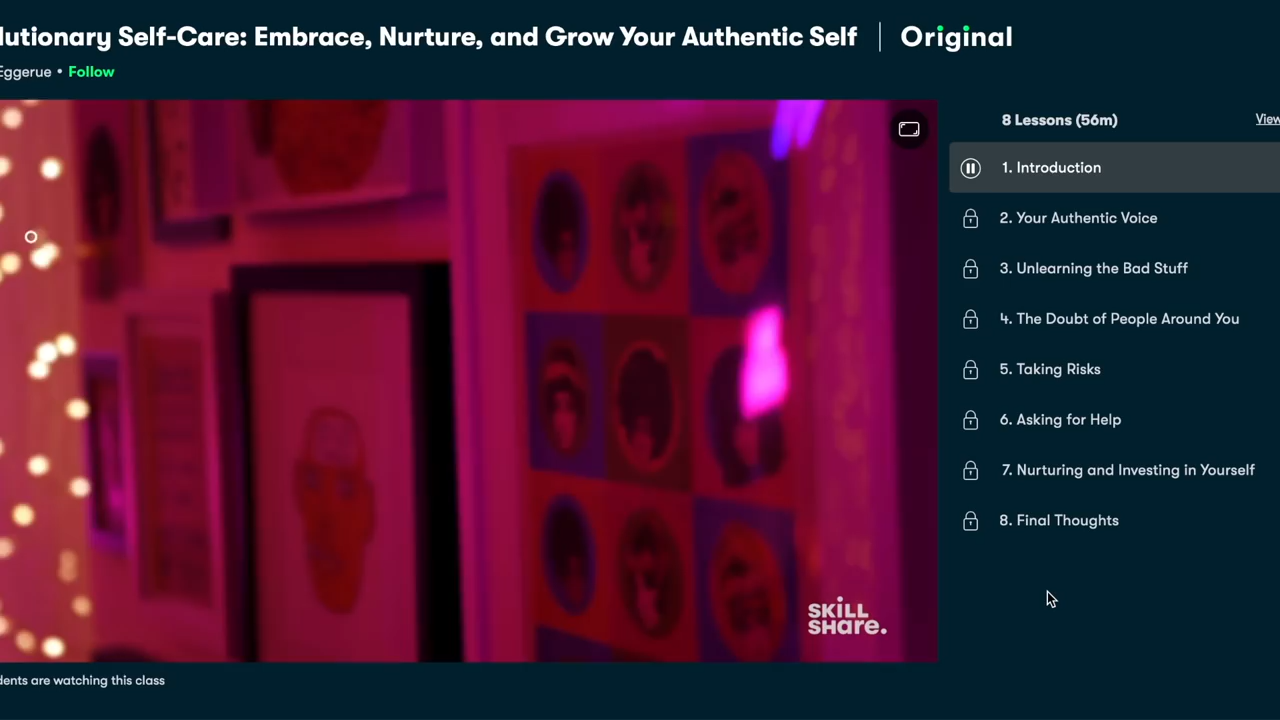 lutionary Self-Care: Embrace, Nurture, and Grow Your Authentic Self | Original
Eggerue • Follow
8 Lessons (56m)
View
1. Introduction
2. Your Authentic Voice
3. Unlearning the Bad Stuff
4. The Doubt of People Around You
5. Taking Risks
6. Asking for Help
7. Nurturing and Investing in Yourself
8. Final Thoughts
SKILL
SHARE.
dents are watching this class